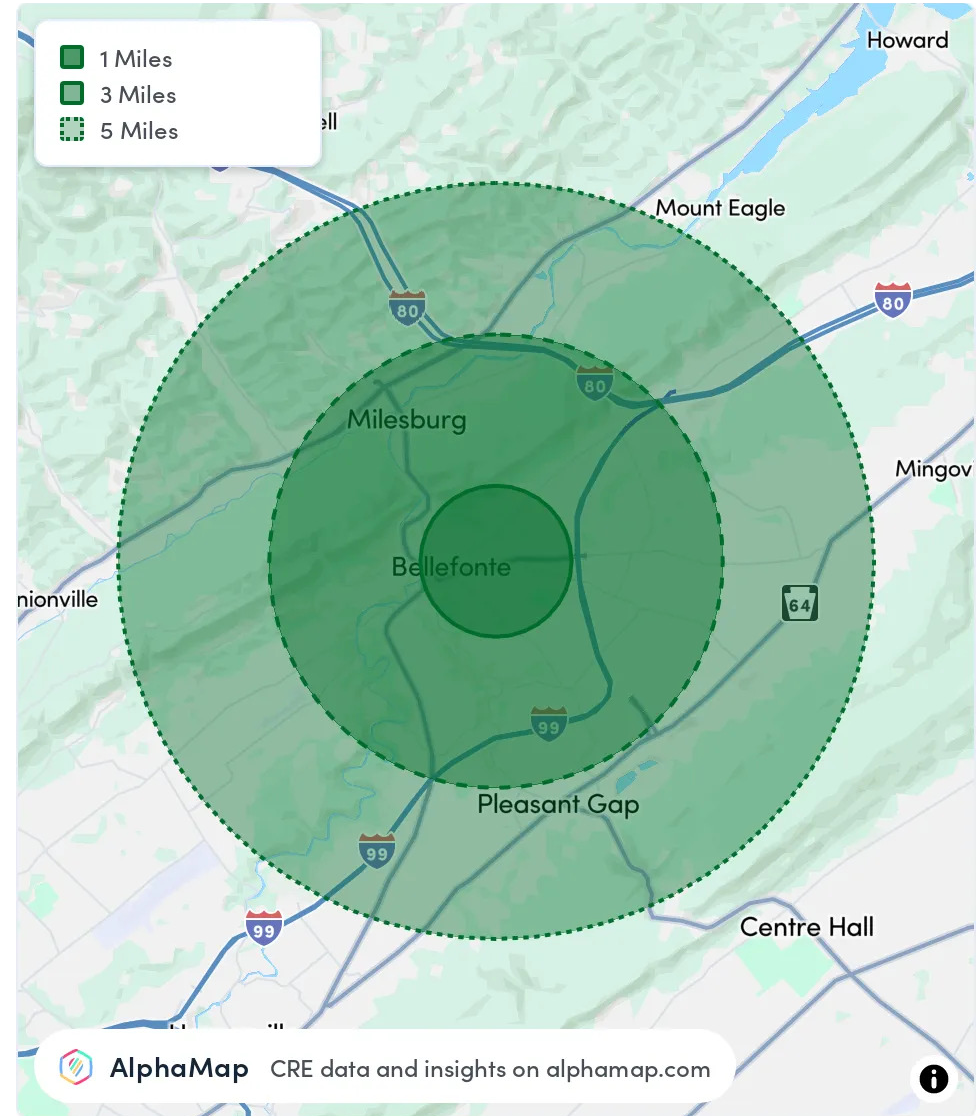 Howard
1 Miles
3 Miles
5 Miles
Mount Eagle
80
80
80
Milesburg
Bellefonte
64
99
Pleasant Gap
99
Centre Hall
99
AlphaMap CRE data and insights on alphamap.com